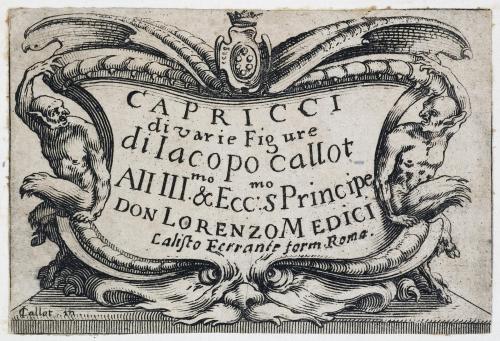 CAPRICCI
di varie Figure
di Iacopo Callot
All Ill.mo & Ecc:mo S Principe
DON LORENZO MEDICI
Calisto Ferrante form Romæ.
Callot